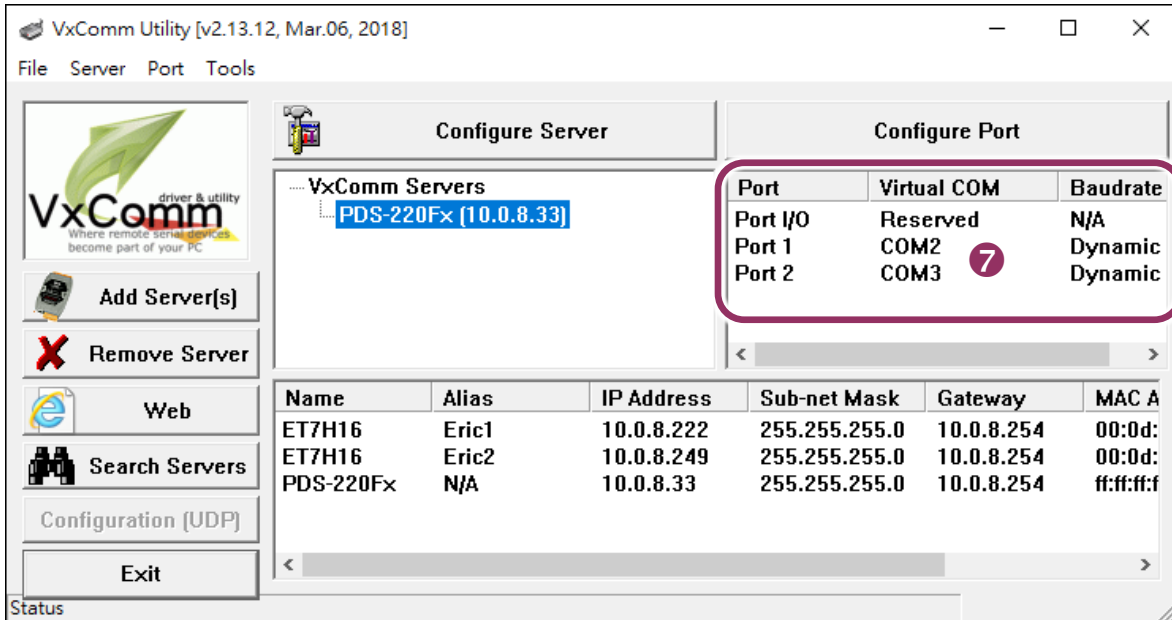 VxComm Utility [v2.13.12, Mar.06, 2018]
File Server Port Tools
driver & utility
VxComm
Where remote serial devices
become part of your PC
Add Server(s)
Remove Server
Web
Search Servers
Configuration (UDP)
Exit
Configure Server
VxComm Servers
PDS-220Fx (10.0.8.33)
Configure Port
Port Virtual COM Baudrate
Port I/O Reserved N/A
Port 1 COM2 Dynamic
Port 2 COM3 Dynamic
7
Name Alias IP Address Sub-net Mask Gateway MAC A
ET7H16 Eric1 10.0.8.222 255.255.255.0 10.0.8.254 00:0d:
ET7H16 Eric2 10.0.8.249 255.255.255.0 10.0.8.254 00:0d:
PDS-220Fx N/A 10.0.8.33 255.255.255.0 10.0.8.254 ff:ff:ff:f
Status